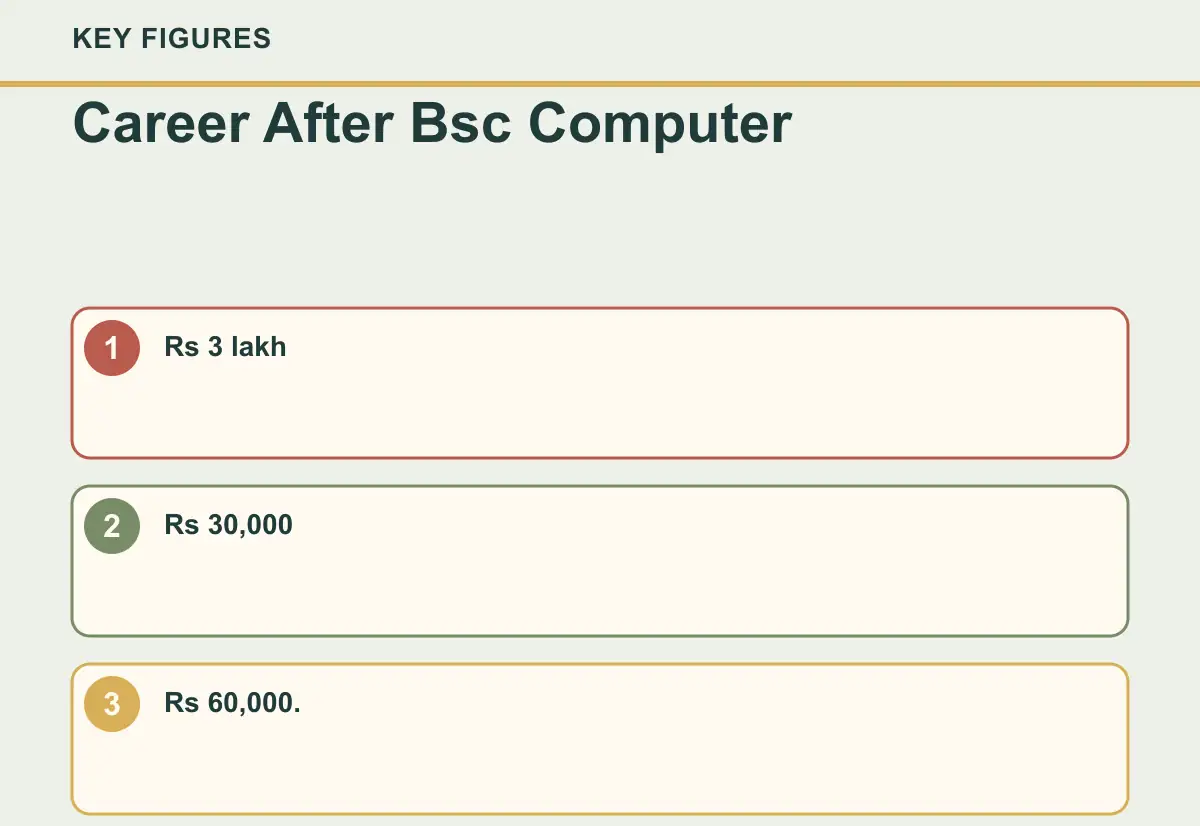 KEY FIGURES
Career After Bsc Computer
1 Rs 3 lakh
2 Rs 30,000
3 Rs 60,000.